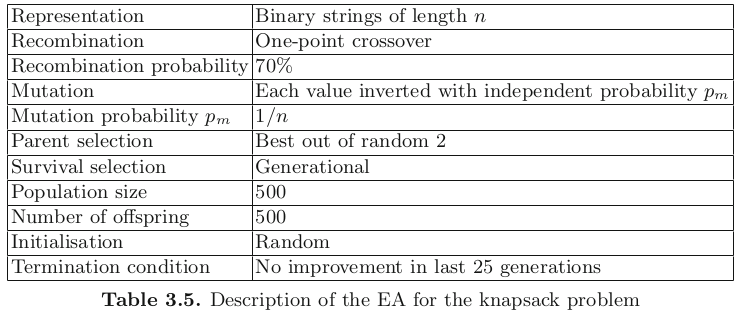 Representation Binary strings of length n
Recombination One-point crossover
Recombination probability 70%
Mutation Each value inverted with independent probability pₘ
Mutation probability pₘ 1/n
Parent selection Best out of random 2
Survival selection Generational
Population size 500
Number of offspring 500
Initialisation Random
Termination condition No improvement in last 25 generations
Table 3.5. Description of the EA for the knapsack problem